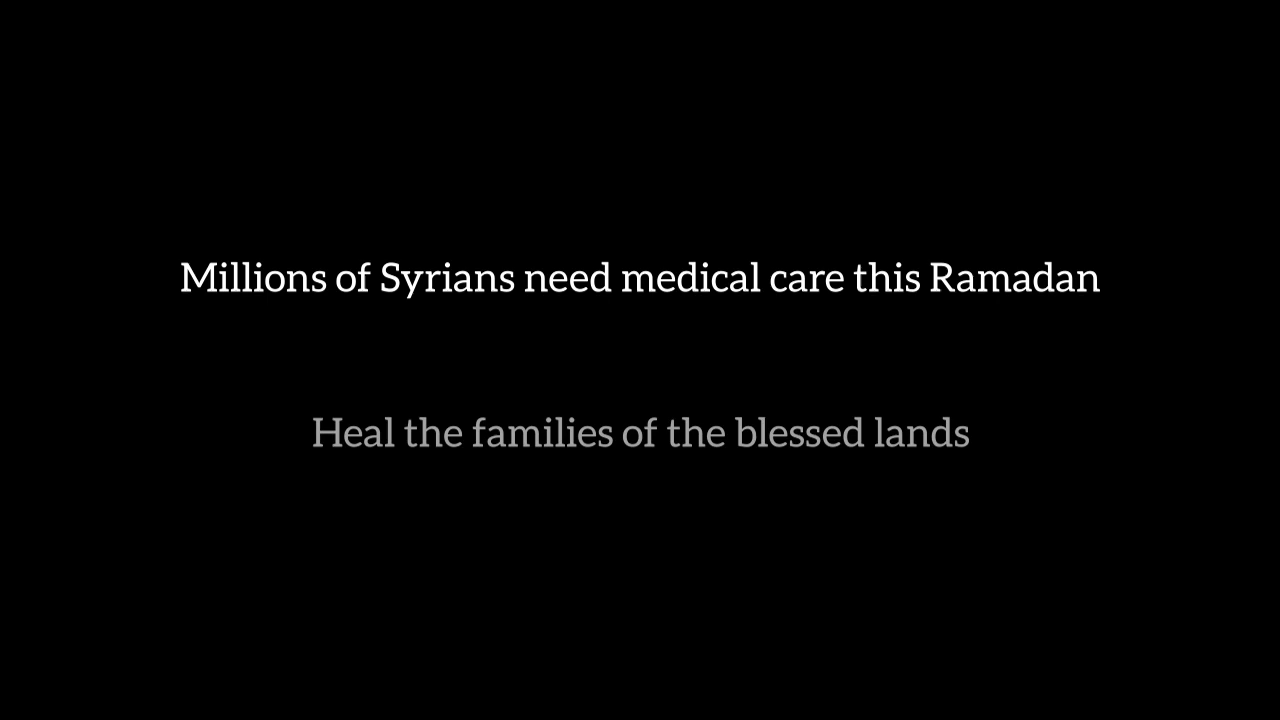 Millions of Syrians need medical care this Ramadan
Heal the families of the blessed lands